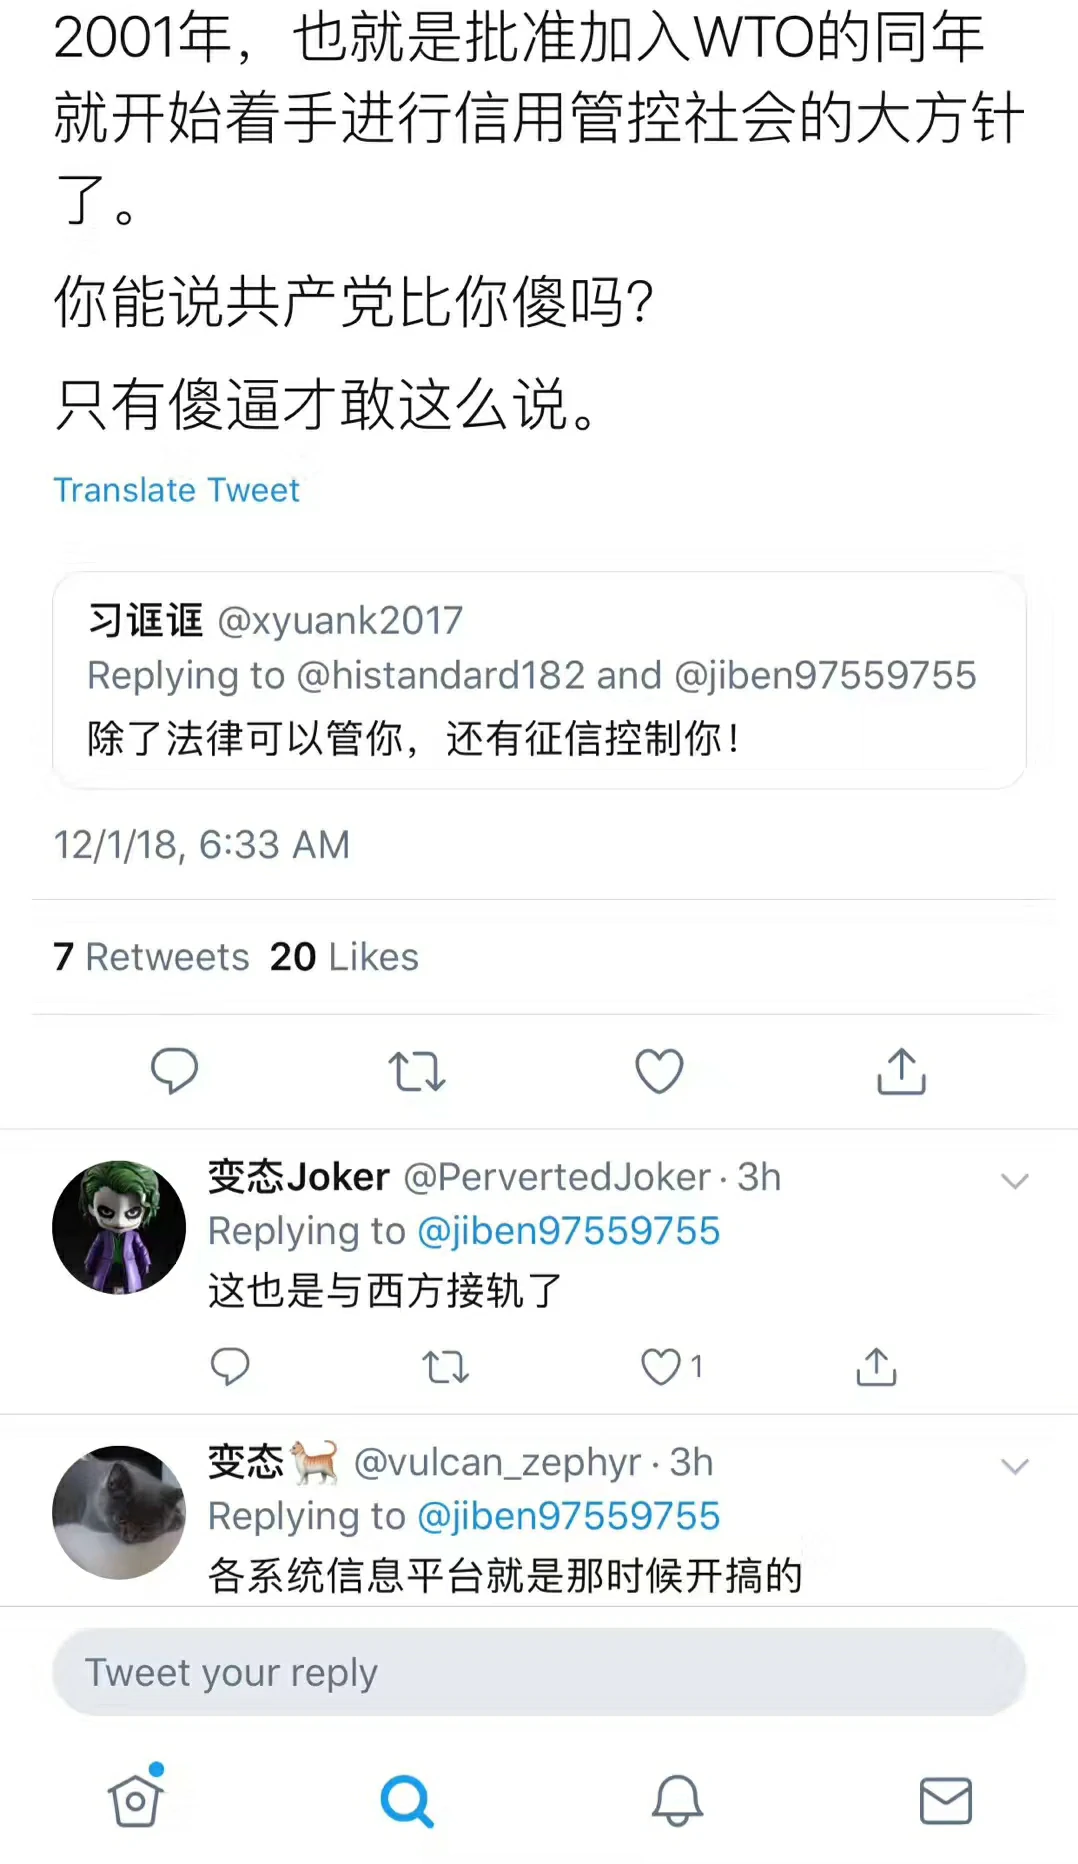 2001年，也就是批准加入WTO的同年
就开始着手进行信用管控社会的大方针
了。
你能说共产党比你傻吗？
只有傻逼才敢这么说。
Translate Tweet
习诓诓 @xyuank2017
Replying to @histandard182 and @jiben97559755
除了法律可以管你，还有征信控制你！
12/1/18, 6:33 AM
7 Retweets 20 Likes
变态Joker @PervertedJoker · 3h
Replying to @jiben97559755
这也是与西方接轨了
1
变态🐈 @vulcan_zephyr · 3h
Replying to @jiben97559755
各系统信息平台就是那时候开搞的
Tweet your reply